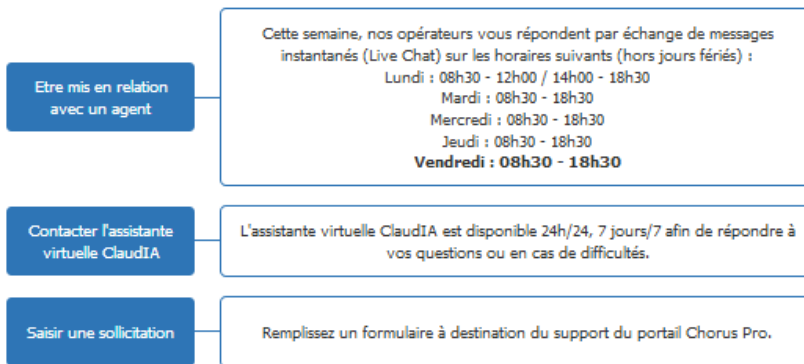 Etre mis en relation
avec un agent
Cette semaine, nos opérateurs vous répondent par échange de messages
instantanés (Live Chat) sur les horaires suivants (hors jours fériés) :
Lundi : 08h30 - 12h00 / 14h00 - 18h30
Mardi : 08h30 - 18h30
Mercredi : 08h30 - 18h30
Jeudi : 08h30 - 18h30
Vendredi : 08h30 - 18h30
Contacter l'assistante
virtuelle ClaudIA
L'assistante virtuelle ClaudIA est disponible 24h/24, 7 jours/7 afin de répondre à
vos questions ou en cas de difficultés.
Saisir une sollicitation
Remplissez un formulaire à destination du support du portail Chorus Pro.